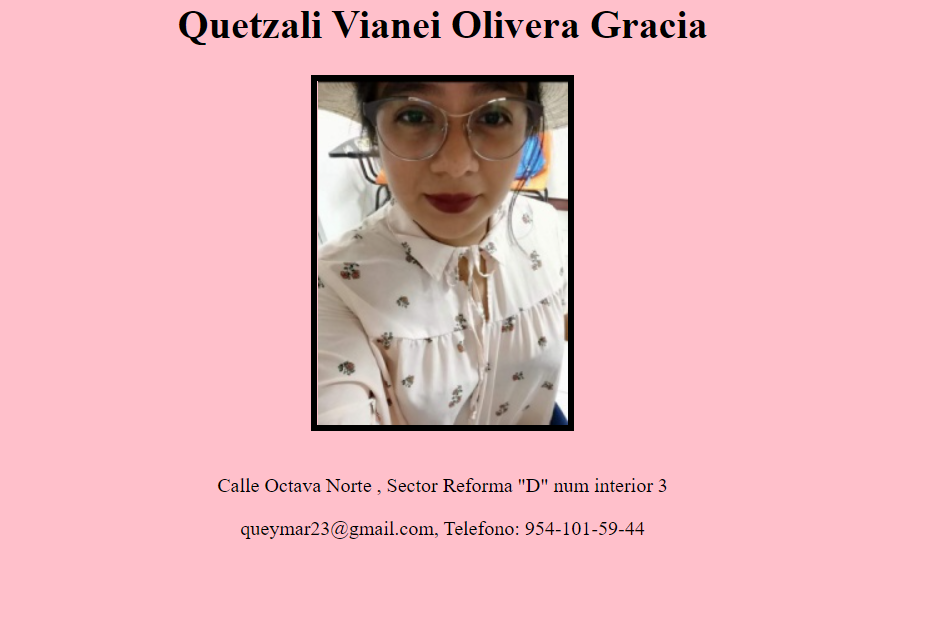 Quetzali Vianei Olivera Gracia
Calle Octava Norte , Sector Reforma "D" num interior 3
queymar23@gmail.com, Telefono: 954-101-59-44